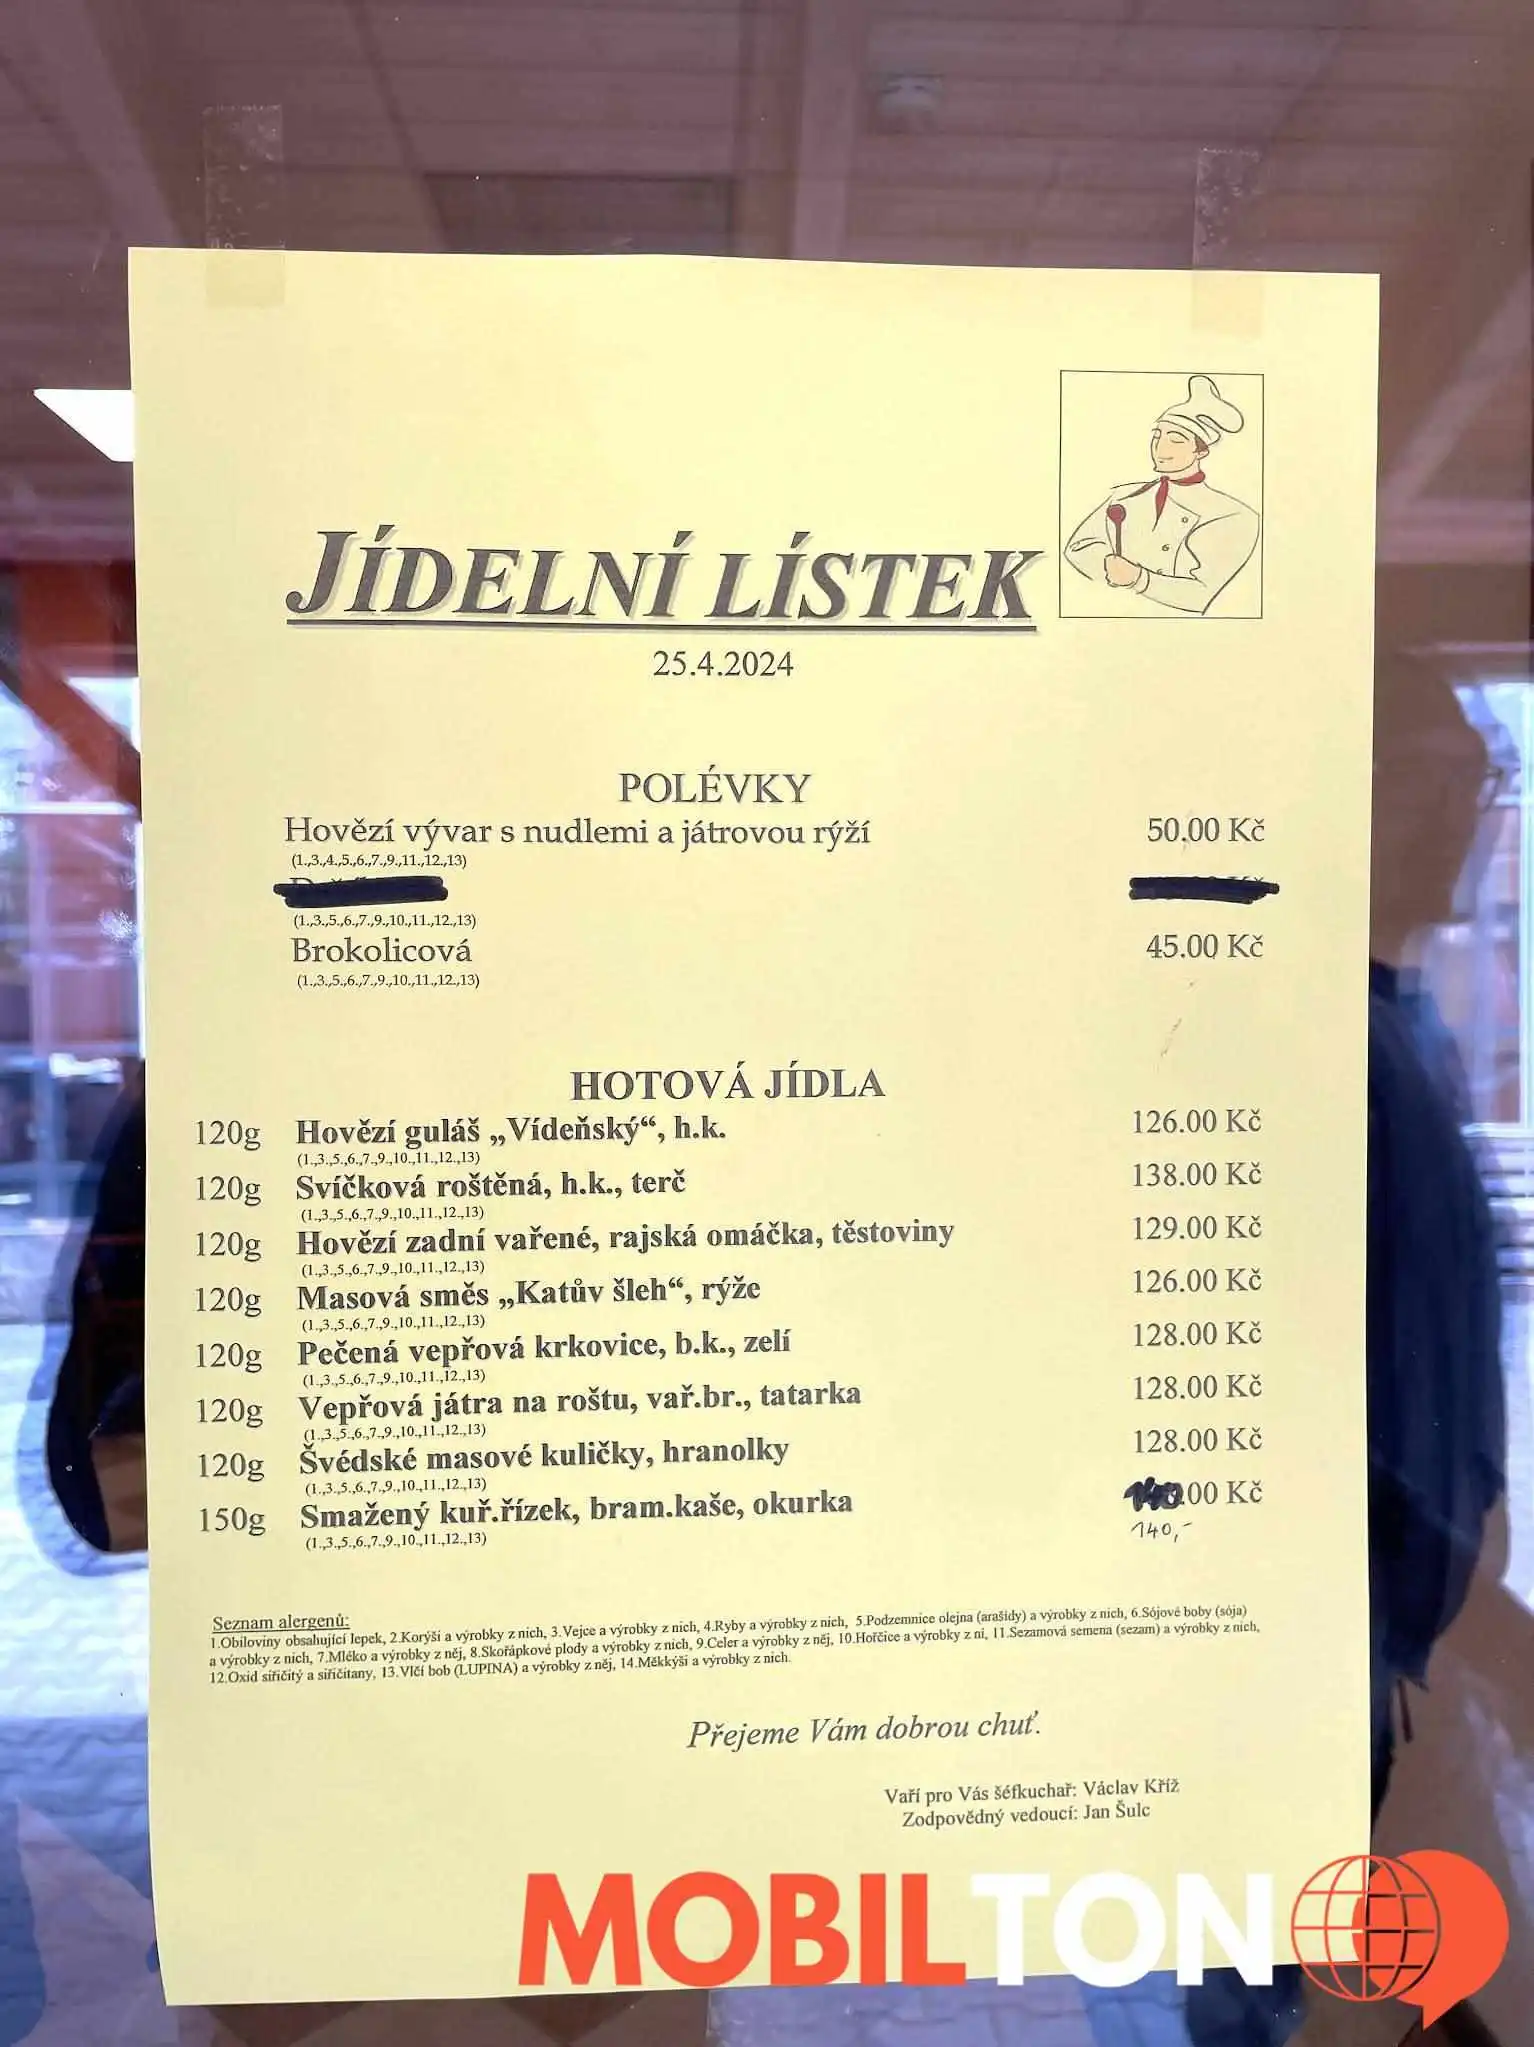 JÍDELNÍ LÍSTEK
25.4.2024
POLÉVKY
Hovězí vývar s nudlemi a játrovou rýží 50.00 Kč
(1.,3.,4.,5.,6.,7.,9.,11.,12.,13)
(1.,3.,5.,6.,7.,9.,10.,11.,12.,13)
Brokolicová 45.00 Kč
(1.,3.,5.,6.,7.,9.,10.,11.,12.,13)
HOTOVÁ JÍDLA
120g Hovězí guláš „Vídeňský“, h.k. 126.00 Kč
(1.,3.,5.,6.,7.,9.,10.,11.,12.,13)
120g Svíčková roštěná, h.k., terč 138.00 Kč
(1.,3.,5.,6.,7.,9.,10.,11.,12.,13)
120g Hovězí zadní vařené, rajská omáčka, těstoviny 129.00 Kč
(1.,3.,5.,6.,7.,9.,10.,11.,12.,13)
120g Masová směs „Katův šleh“, rýže 126.00 Kč
(1.,3.,5.,6.,7.,9.,10.,11.,12.,13)
120g Pečená vepřová krkovice, b.k., zelí 128.00 Kč
(1.,3.,5.,6.,7.,9.,10.,11.,12.,13)
120g Vepřová játra na roštu, vař.br., tatarka 128.00 Kč
(1.,3.,5.,6.,7.,9.,10.,11.,12.,13)
120g Švédské masové kuličky, hranolky 128.00 Kč
(1.,3.,5.,6.,7.,9.,10.,11.,12.,13)
150g Smažený kuř.řízek, bram.kaše, okurka .00 Kč
(1.,3.,5.,6.,7.,9.,10.,11.,12.,13)
140,-
Seznam alergenů:
1.Obiloviny obsahující lepek, 2.Korýši a výrobky z nich, 3.Vejce a výrobky z nich, 4.Ryby a výrobky z nich, 5.Podzemnice olejna (arašídy) a výrobky z nich, 6.Sójové boby (sója)
a výrobky z nich, 7.Mléko a výrobky z něj, 8.Skořápkové plody a výrobky z nich, 9.Celer a výrobky z něj, 10.Hořčice a výrobky z ní, 11.Sezamová semena (sezam) a výrobky z nich,
12.Oxid siřičitý a siřičitany, 13.Vlčí bob (LUPINA) a výrobky z něj, 14.Měkkýši a výrobky z nich.
Přejeme Vám dobrou chuť.
Vaří pro Vás šéfkuchař: Václav Kříž
Zodpovědný vedoucí: Jan Šulc
MOBILTON